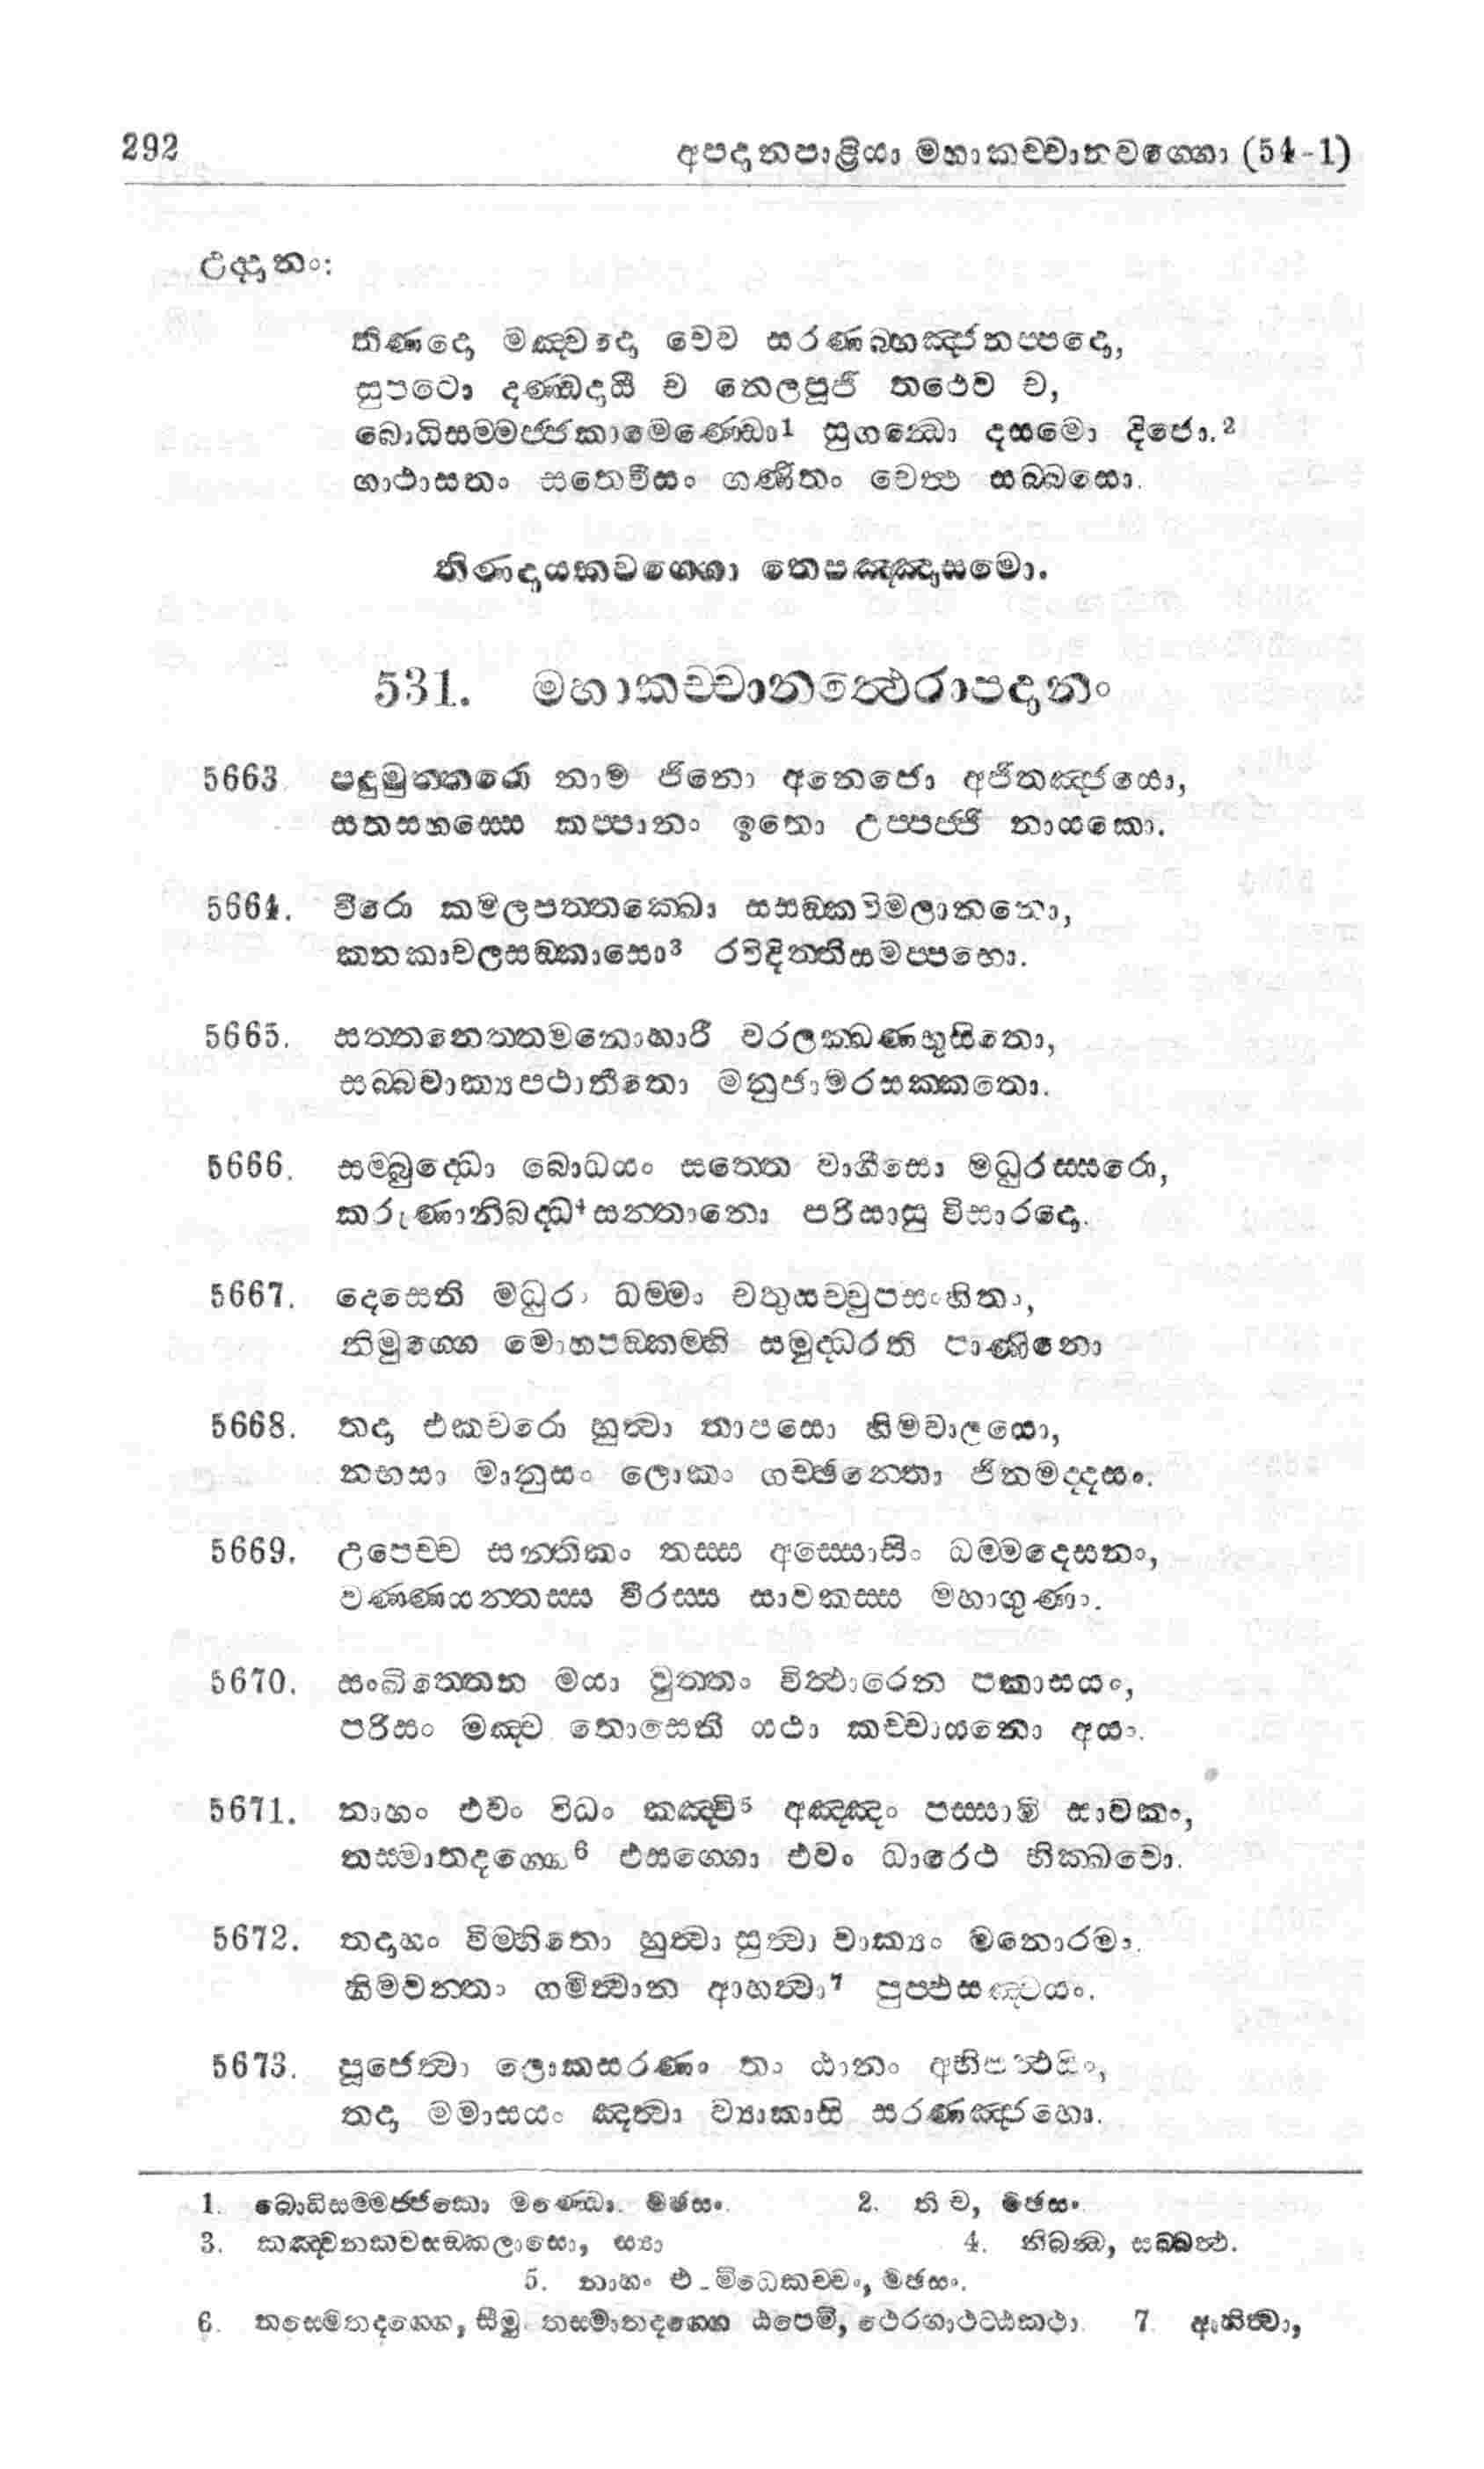 292 අපදානපාළියා මහාකච්චානවග්ගො (54-1)
උද්දානං:
තිණදො මඤ්චදො චෙව සරණබ්භඤ්ජනප්පදො,
සුපටො දණ්ඩදායී ච නෙලපූජී තථෙව ච,
බොධිසම්මජ්ජකාමෙණ්ඩො1 සුගන්ධො දසමො දිජො.2
ගාථාසතං සතෙවීසං ගණිතං චෙත්ථ සබ්බසො.
තිණදායකවග්ගො තෙපඤ්ඤාසමො.
531. මහාකච්චානත්ථෙරාපදානං
5663 පදුමුත්තරො නාම ජිනො අනෙජො අජිතඤ්ජයො,
සතසහස්සෙ කප්පානං ඉතො උප්පජ්ජි නායකො.
5664. වීරො කමලපත්තක්ඛො සසඞ්කවිමලානනො,
කනකාචලසඞ්කාසො3 රවිදිත්තිසමප්පභො.
5665. සත්තනෙත්තමනොහාරී වරලක්ඛණභූසිතො,
සබ්බවාක්‍යපථාතීතො මනුජාමරසක්කතො.
5666. සම්බුද්ධො බොධයං සත්තෙ වාගීසො මධුරස්සරො,
කරුණානිබද්ධ4සන්තානො පරිසාසු විසාරදො.
5667. දෙසෙති මධුරං ධම්මං චතුසච්චුපසංහිතං,
නිමුග්ගෙ මොහපඞ්කම්හි සමුද්ධරති පාණිනො
5668. තදා එකචරො හුත්වා තාපසො හිමවාලයො,
නභසා මානුසං ලොකං ගච්ඡන්තො ජිනමද්දසං.
5669. උපෙච්ච සන්තිකං තස්ස අස්සොසිං ධම්මදෙසනං,
වණ්ණයන්තස්ස වීරස්ස සාවකස්ස මහාගුණං.
5670. සංඛිත්තෙන මයා වුත්තං විත්ථාරෙන පකාසයං,
පරිසං මඤ්ච තොසෙති යථා කච්චායනො අයං.
5671. නාහං එවං විධං කඤ්චි5 අඤ්ඤං පස්සාමි සාවකං,
තස්මාතදග්ගෙ6 එසග්ගො එවං ධාරෙථ භික්ඛවො.
5672. තදාහං විම්හිතො හුත්වා සුත්වා වාක්‍යං මනොරමං.
හිමවන්තං ගමිත්වාන ආහත්වා7 පුප්ඵසඤ්චයං.
5673. පූජෙත්වා ලොකසරණං තං ඨානං අභිපත්ථයිං,
තදා මමාසයං ඤත්වා ව්‍යාකාසි සරණඤ්ජහො.
1. බොධිසම්මජ්ජකො මණ්ඩො. මඡසං. 2. ති ච, මඡසං.
3. කඤ්චනතචසඞ්කාසො, ස්‍යා 4. නිබන්ධ, සබ්බත්ථ.
5. නාහං එ_මිධෙකච්චං, මඡසං.
6. තසෙමතදග්ගෙ, සීමු තස්මාතදග්ගෙ ඨපෙමි, ථෙරගාථට්ඨකථා 7 ආහිත්වා,